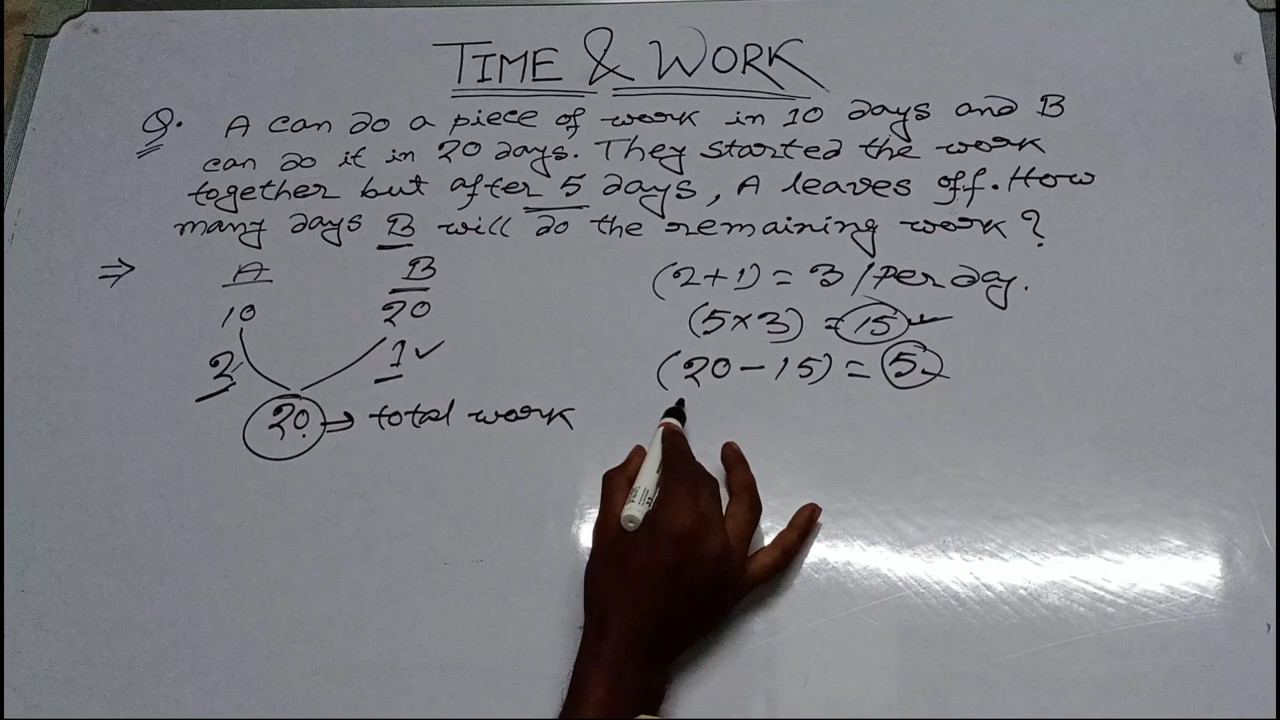 TIME & WORK
Q. A can do a piece of work in 10 days and B
can do it in 20 days. They started the work
together but after 5 days, A leaves off. How
many days B will do the remaining work?
⇒ A B
10 20
2 1✓
20 → total work
(2+1) = 3 / per day.
(5×3) = 15 ✓
(20-15) = 5